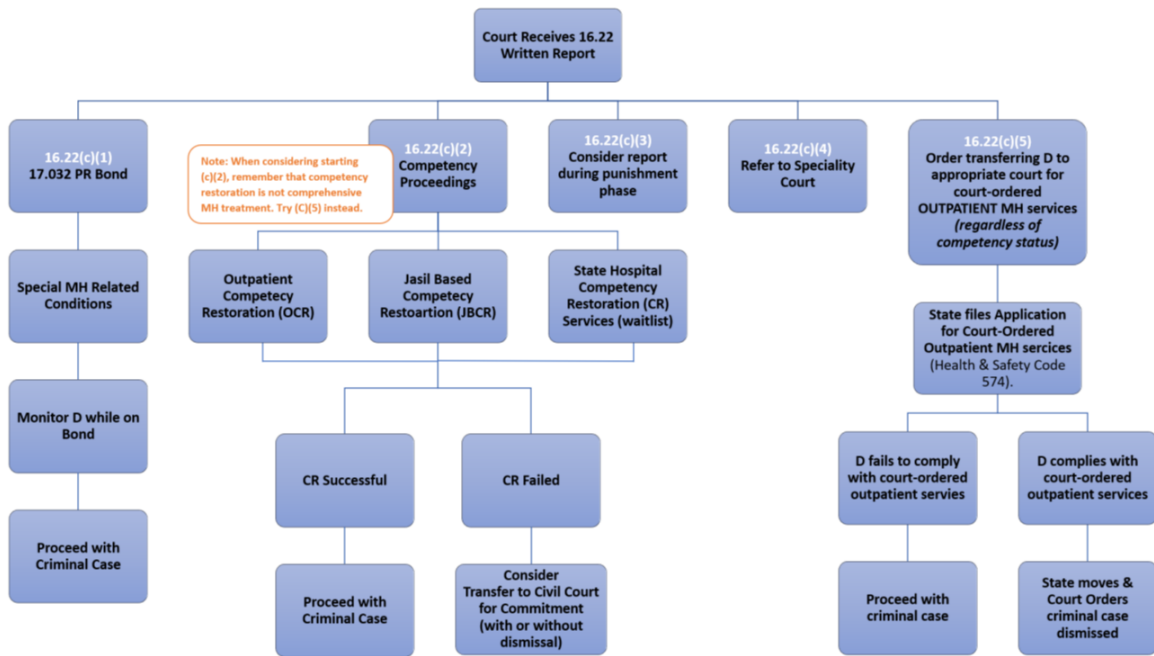 Court Receives 16.22
Written Report
16.22(c)(1)
17.032 PR Bond
Note: When considering starting
(c)(2), remember that competency
restoration is not comprehensive
MH treatment. Try (C)(5) instead.
16.22(c)(2)
Competency
Proceedings
16.22(c)(3)
Consider report
during punishment
phase
16.22(c)(4)
Refer to Speciality
Court
16.22(c)(5)
Order transferring D to
appropriate court for
court-ordered
OUTPATIENT MH services
(regardless of
competency status)
Special MH Related
Conditions
Outpatient
Competecy
Restoration (OCR)
Jasil Based
Competecy
Restoartion (JBCR)
State Hospital
Competency
Restoration (CR)
Services (waitlist)
State files Application
for Court-Ordered
Outpatient MH sercices
(Health & Safety Code
574).
Monitor D while on
Bond
CR Successful
CR Failed
D fails to comply
with court-ordered
outpatient servies
D complies with
court-ordered
outpatient services
Proceed with
Criminal Case
Proceed with
Criminal Case
Consider
Transfer to Civil Court
for Commitment
(with or without
dismissal)
Proceed with
criminal case
State moves &
Court Orders
criminal case
dismissed